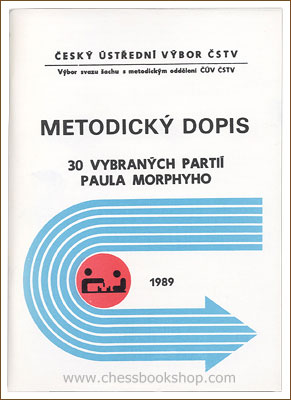 ČESKÝ ÚSTŘEDNÍ VÝBOR ČSTV
Výbor svazu šachu s metodickým oddělení ČÚV ČSTV
METODICKÝ DOPIS
30 VYBRANÝCH PARTIÍ
PAULA MORPHYHO
1989
www.chessbookshop.com